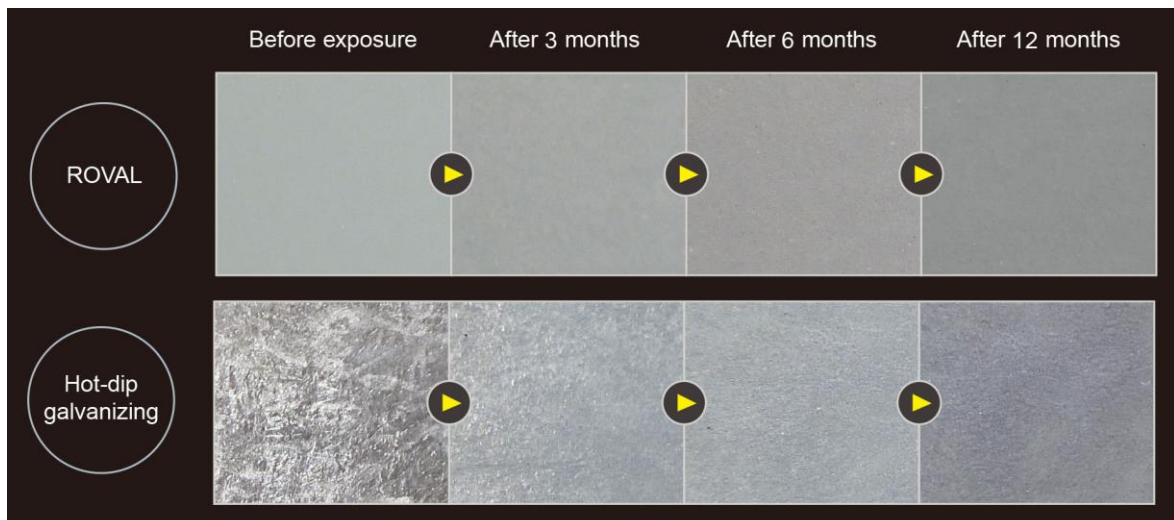 Before exposure
After 3 months
After 6 months
After 12 months
ROVAL
Hot-dip
galvanizing